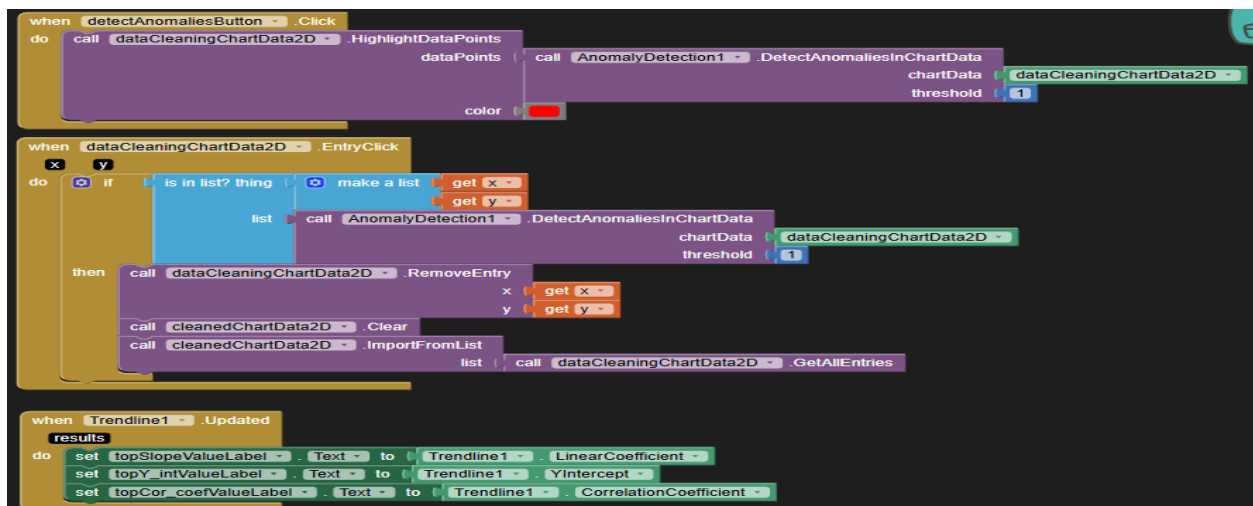 when detectAnomaliesButton .Click
do call dataCleaningChartData2D .HighlightDataPoints
dataPoints call AnomalyDetection1 .DetectAnomaliesInChartData
chartData dataCleaningChartData2D
threshold 1
color
when dataCleaningChartData2D .EntryClick
x y
do if is in list? thing make a list get x
get y
list call AnomalyDetection1 .DetectAnomaliesInChartData
chartData dataCleaningChartData2D
threshold 1
then call dataCleaningChartData2D .RemoveEntry
x get x
y get y
call cleanedChartData2D .Clear
call cleanedChartData2D .ImportFromList
list call dataCleaningChartData2D .GetAllEntries
when Trendline1 .Updated
results
do set topSlopeValueLabel . Text to Trendline1 . LinearCoefficient
set topY_intValueLabel . Text to Trendline1 . YIntercept
set topCor_coefValueLabel . Text to Trendline1 . CorrelationCoefficient